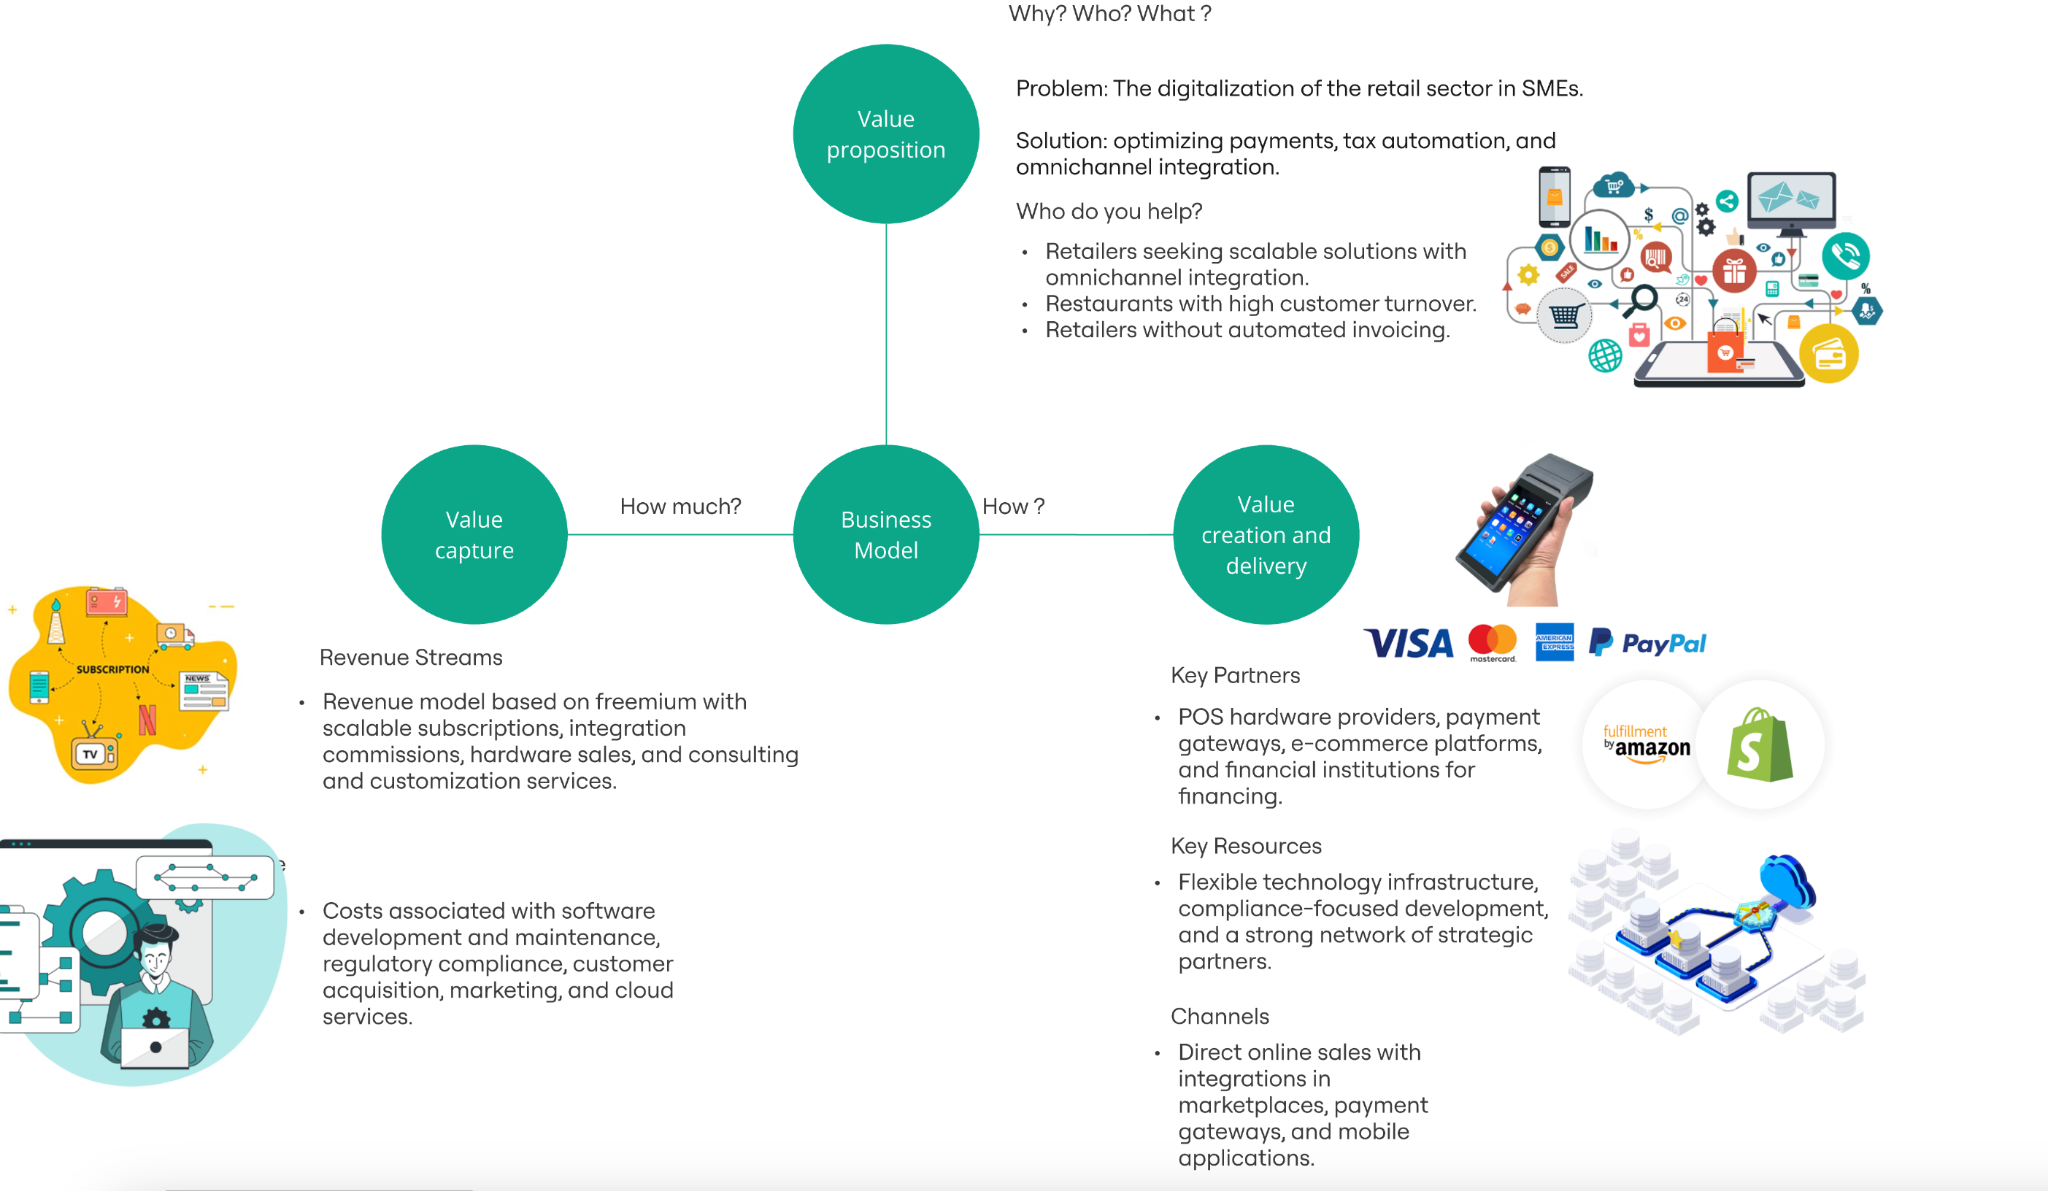 Why? Who? What ?
Value
proposition
Problem: The digitalization of the retail sector in SMEs.
Solution: optimizing payments, tax automation, and
omnichannel integration.
Who do you help?
• Retailers seeking scalable solutions with
omnichannel integration.
• Restaurants with high customer turnover.
• Retailers without automated invoicing.
$
@
%
SALE
24
%
Value
capture
How much?
Business
Model
How ?
Value
creation and
delivery
VISA
mastercard.
AMERICAN
EXPRESS
PayPal
SUBSCRIPTION
NEWS
N
TV
Revenue Streams
• Revenue model based on freemium with
scalable subscriptions, integration
commissions, hardware sales, and consulting
and customization services.
e
• Costs associated with software
development and maintenance,
regulatory compliance, customer
acquisition, marketing, and cloud
services.
Key Partners
• POS hardware providers, payment
gateways, e-commerce platforms,
and financial institutions for
financing.
fulfillment
by amazon
S
Key Resources
• Flexible technology infrastructure,
compliance-focused development,
and a strong network of strategic
partners.
Channels
• Direct online sales with
integrations in
marketplaces, payment
gateways, and mobile
applications.